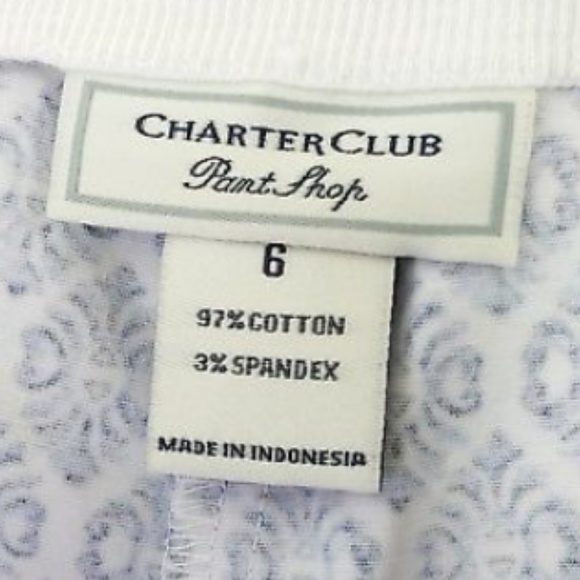 CHARTER CLUB
Pant Shop
6
97% COTTON
3% SPANDEX
MADE IN INDONESIA